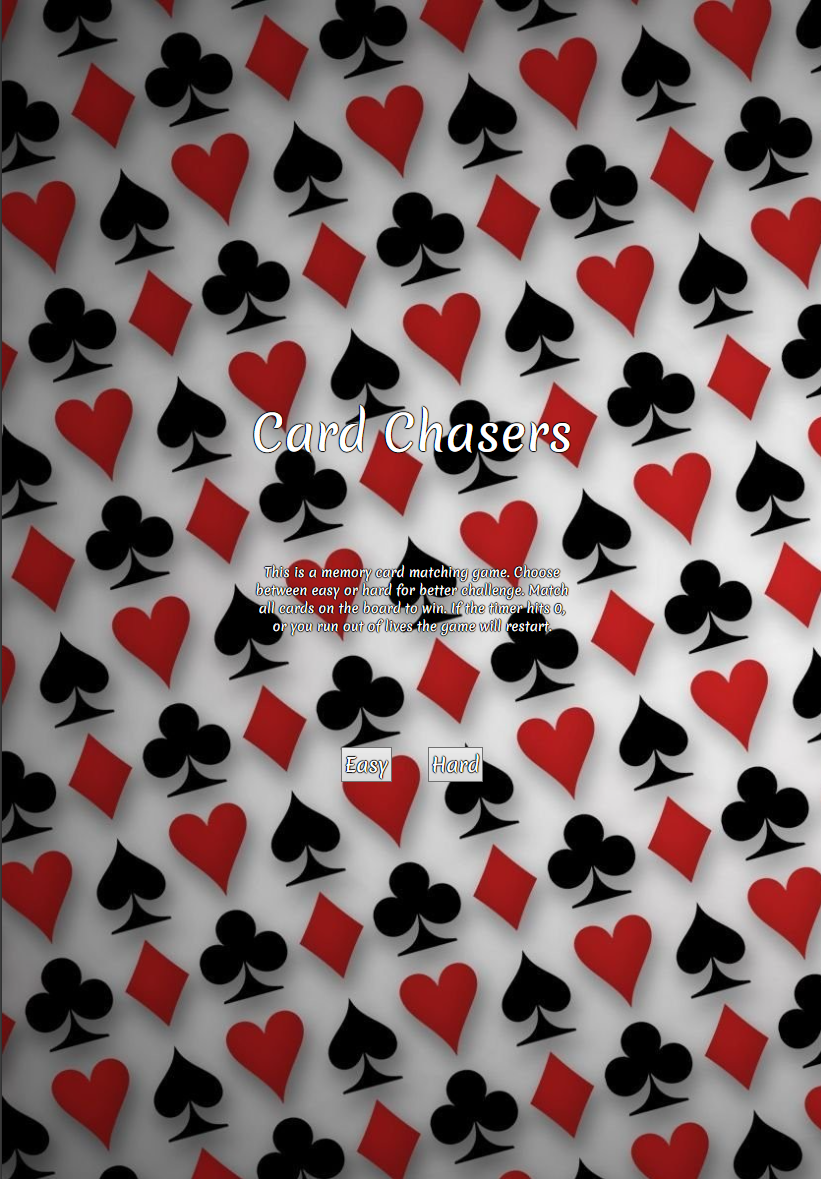 Card Chasers
This is a memory card matching game. Choose
between easy or hard for better challenge. Match
all cards on the board to win. If the timer hits 0,
or you run out of lives the game will restart.
Easy Hard